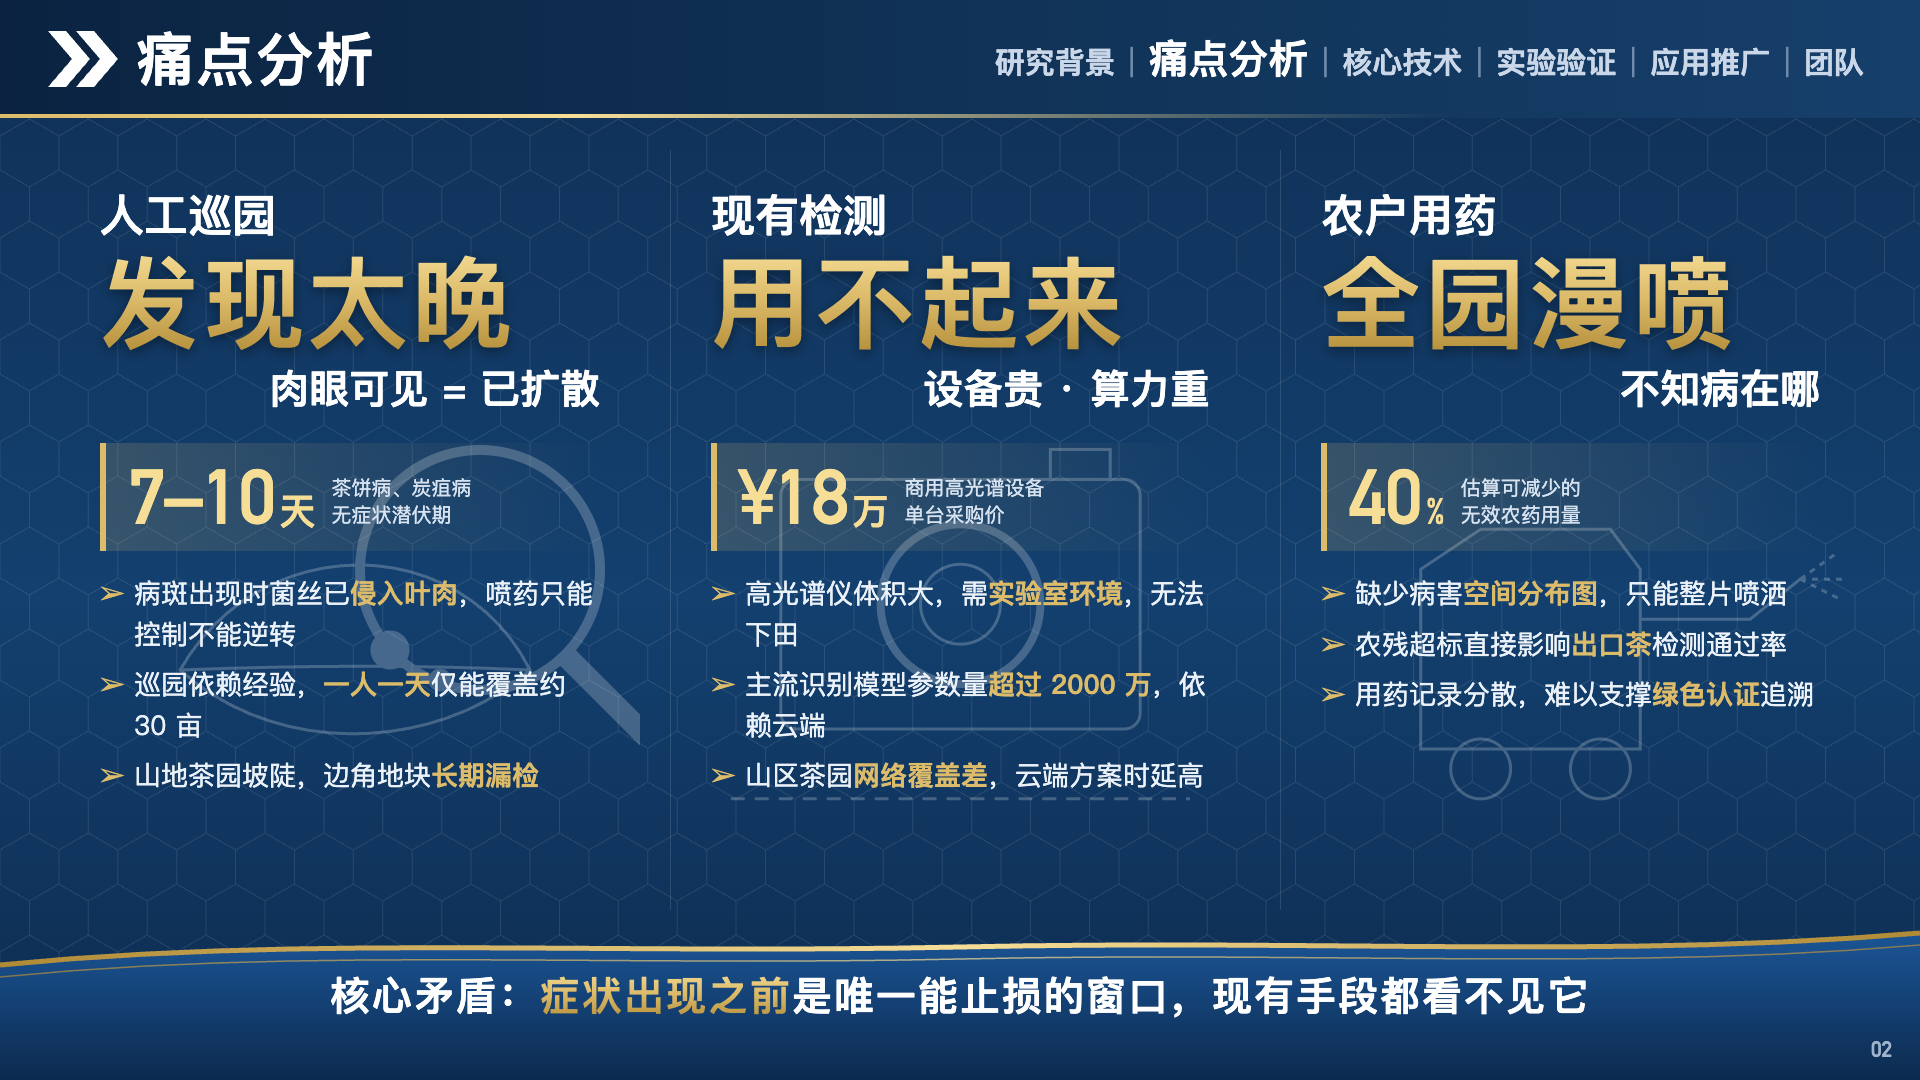 痛点分析
研究背景 | 痛点分析 | 核心技术 | 实验验证 | 应用推广 | 团队
人工巡园
发现太晚
肉眼可见 = 已扩散
7–10天
茶饼病、炭疽病
无症状潜伏期
➢ 病斑出现时菌丝已侵入叶肉，喷药只能
控制不能逆转
➢ 巡园依赖经验，一人一天仅能覆盖约
30 亩
➢ 山地茶园坡陡，边角地块长期漏检
现有检测
用不起来
设备贵 · 算力重
¥18万
商用高光谱设备
单台采购价
➢ 高光谱仪体积大，需实验室环境，无法
下田
➢ 主流识别模型参数量超过 2000 万，依
赖云端
➢ 山区茶园网络覆盖差，云端方案时延高
农户用药
全园漫喷
不知病在哪
40%
估算可减少的
无效农药用量
➢ 缺少病害空间分布图，只能整片喷洒
➢ 农残超标直接影响出口茶检测通过率
➢ 用药记录分散，难以支撑绿色认证追溯
核心矛盾：症状出现之前是唯一能止损的窗口，现有手段都看不见它
02